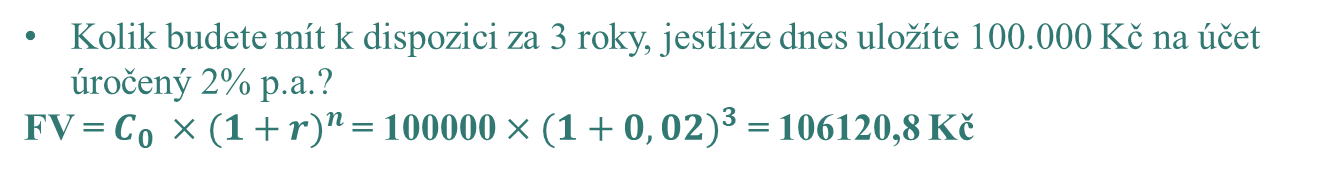 • Kolik budete mít k dispozici za 3 roky, jestliže dnes uložíte 100.000 Kč na účet
úročený 2% p.a.?
FV = C₀ × (1 + r)ⁿ = 100000 × (1 + 0,02)³ = 106120,8 Kč